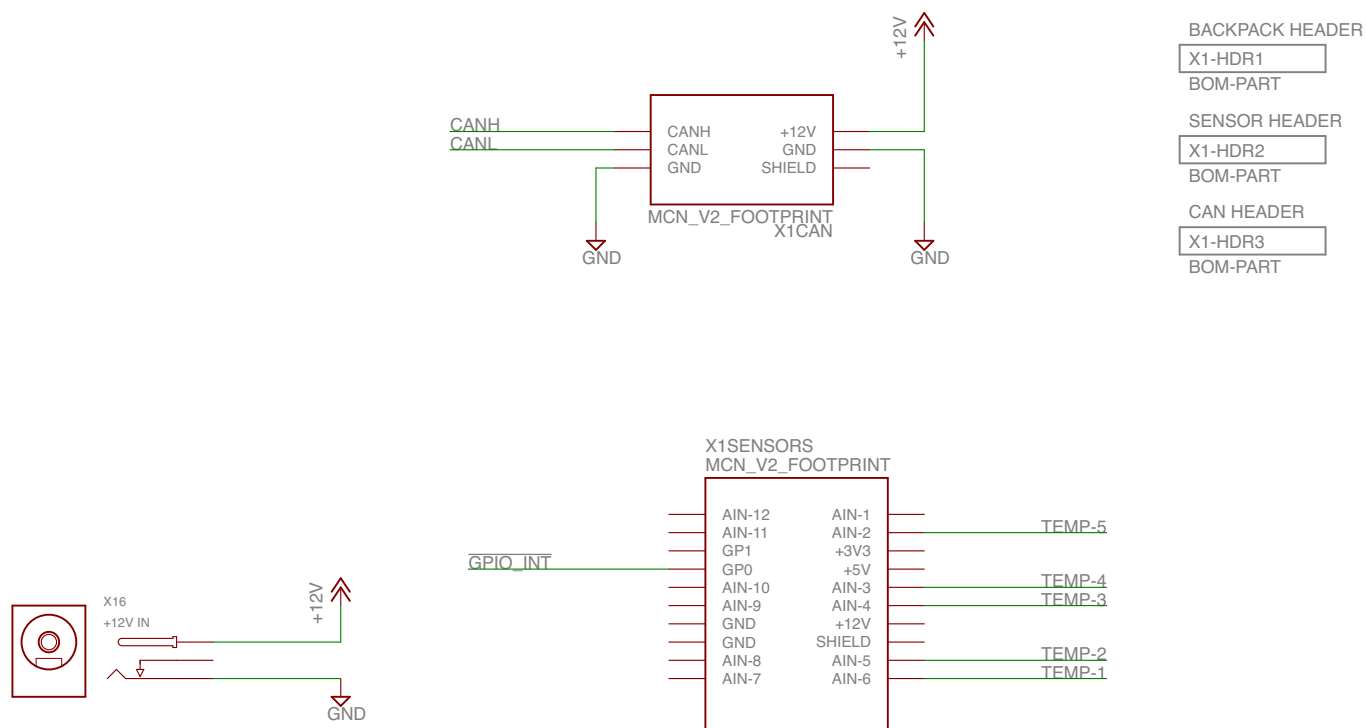 +12V
BACKPACK HEADER
X1-HDR1
BOM-PART
SENSOR HEADER
X1-HDR2
BOM-PART
CAN HEADER
X1-HDR3
BOM-PART
CANH
CANL
CANH +12V
CANL GND
GND SHIELD
MCN_V2_FOOTPRINT
X1CAN
GND
GND
X1SENSORS
MCN_V2_FOOTPRINT
AIN-12 AIN-1
AIN-11 AIN-2 TEMP-5
GP1 +3V3
GPIO_INT GP0 +5V
AIN-10 AIN-3 TEMP-4
AIN-9 AIN-4 TEMP-3
GND +12V
GND SHIELD
AIN-8 AIN-5 TEMP-2
AIN-7 AIN-6 TEMP-1
X16
+12V IN
+12V
GND